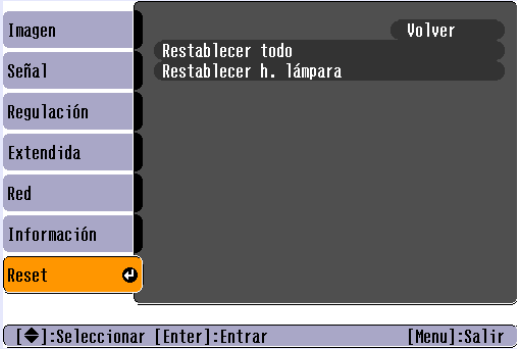 Imagen
Señal
Regulación
Extendida
Red
Información
Reset
Volver
Restablecer todo
Restablecer h. lámpara
[◆]:Seleccionar [Enter]:Entrar [Menu]:Salir